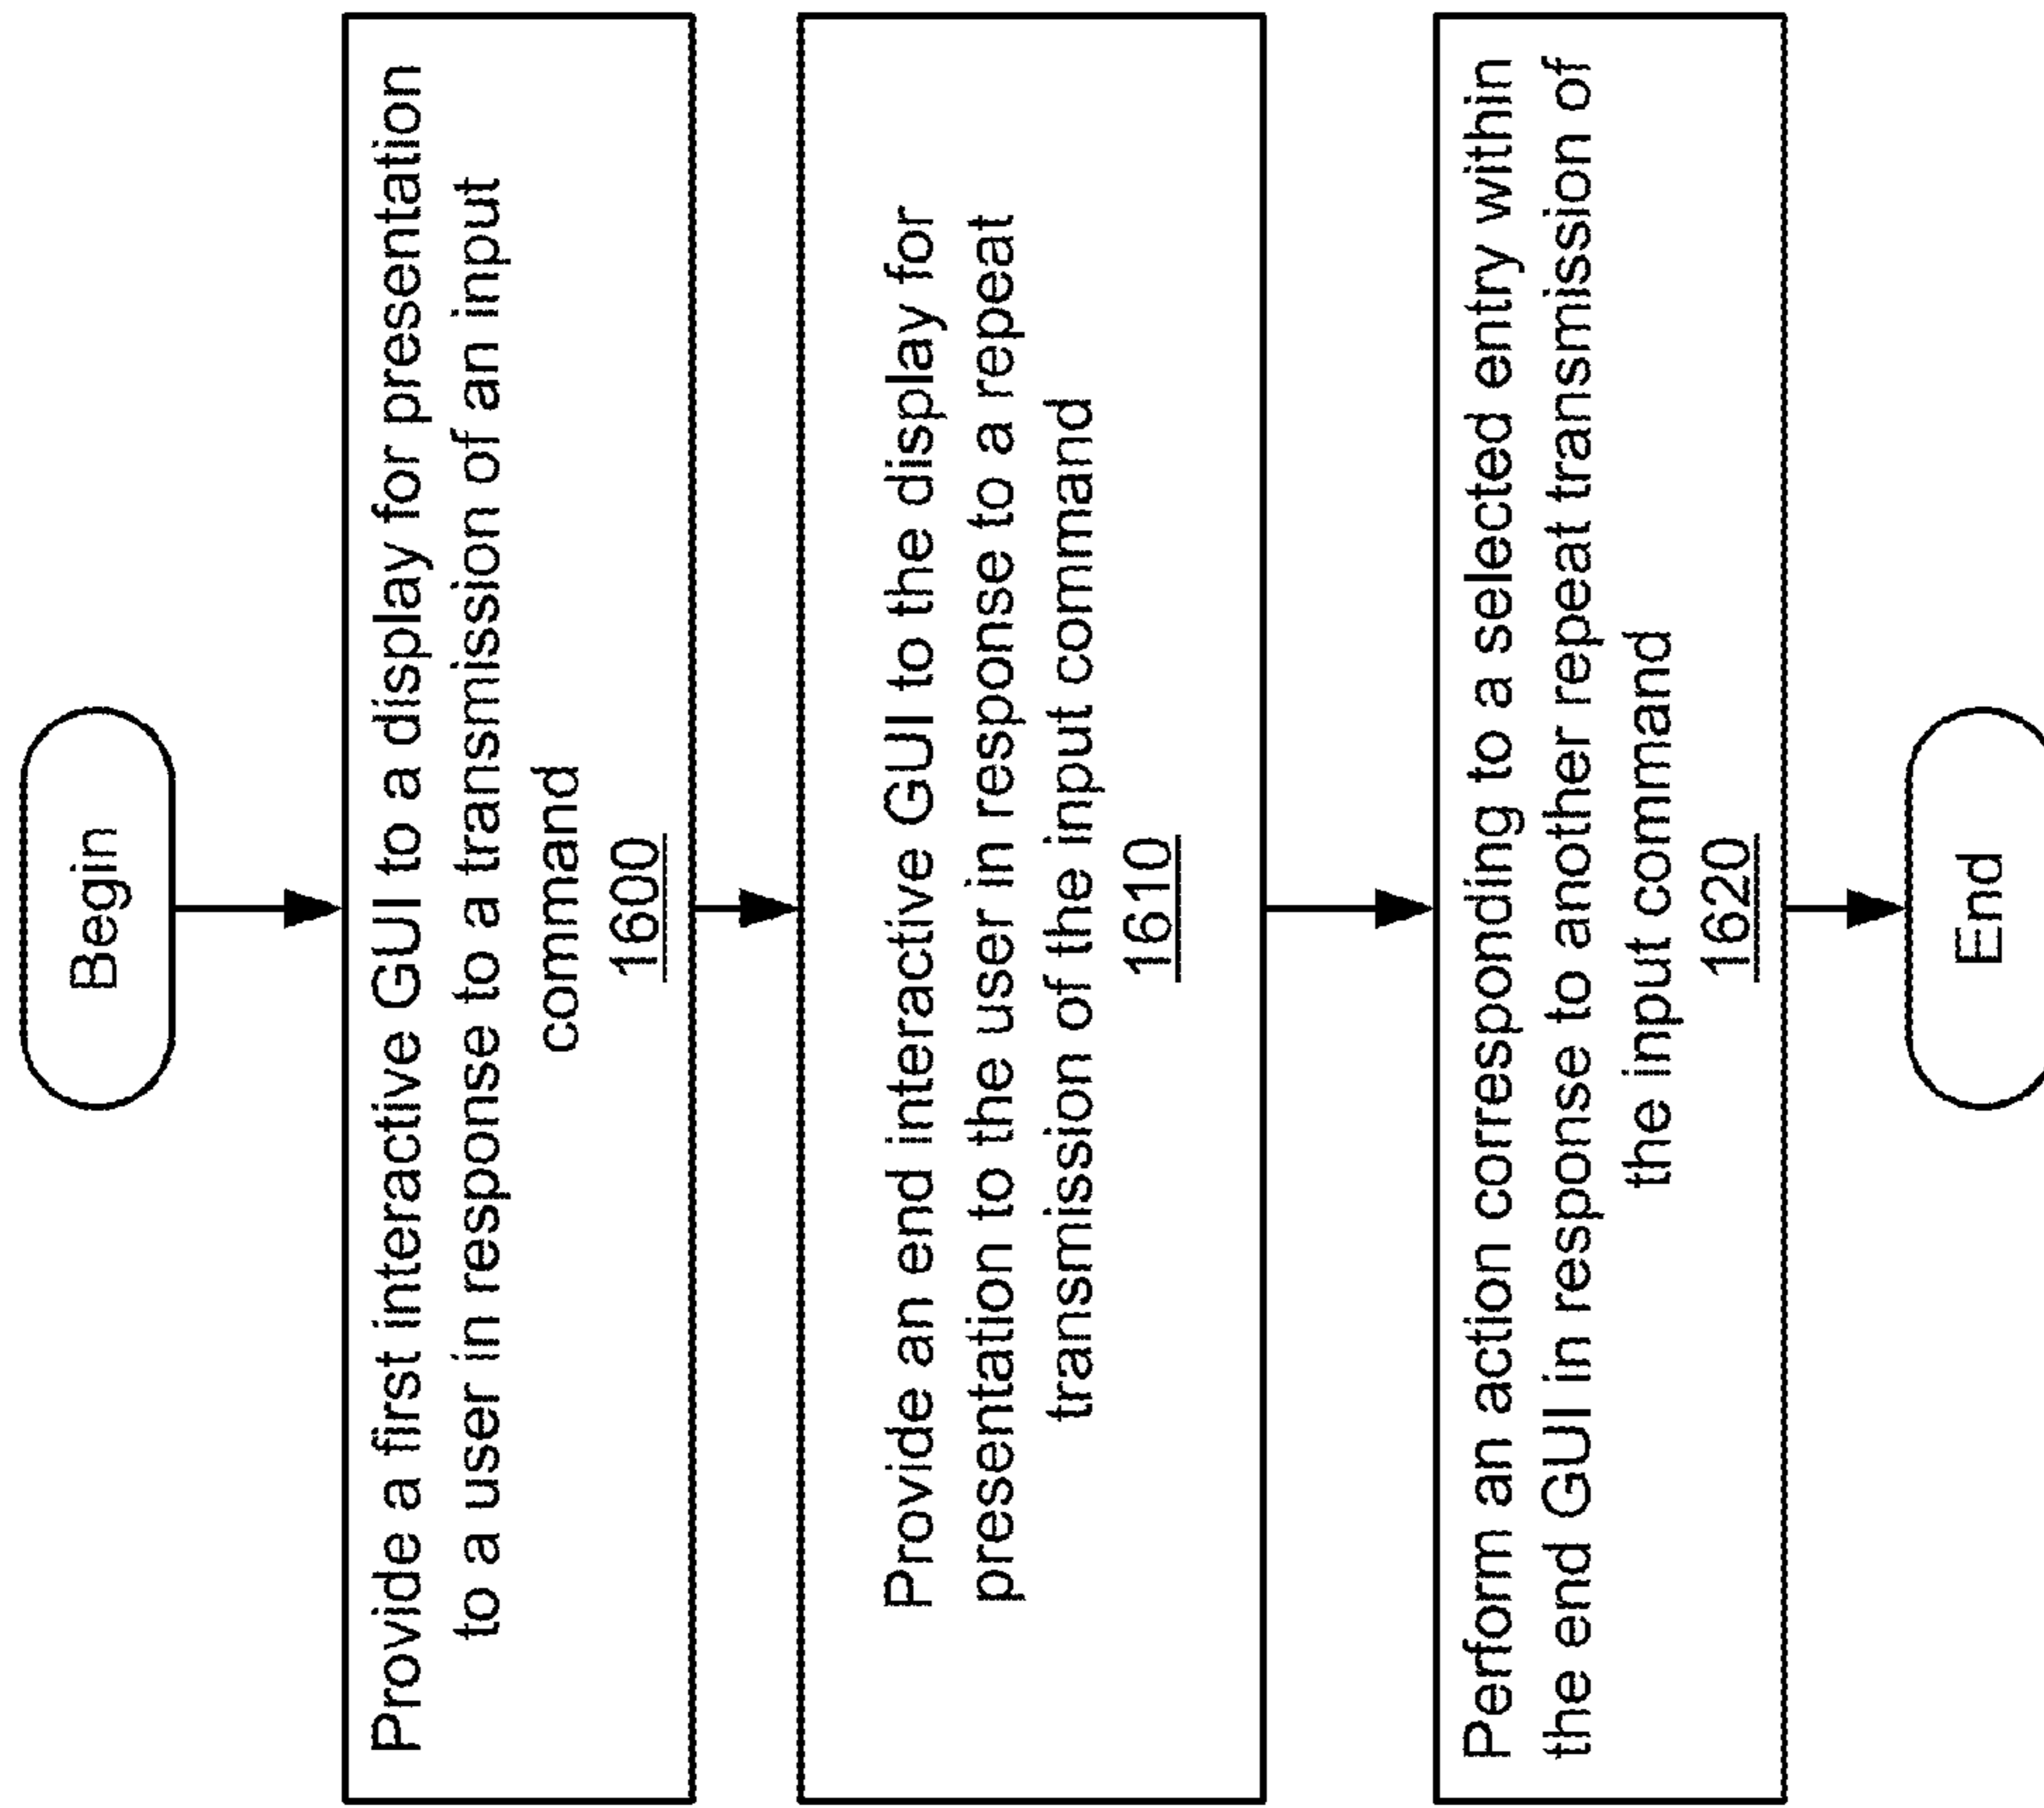 Begin
Provide a first interactive GUI to a display for presentation
to a user in response to a transmission of an input
command
1600
Provide an end interactive GUI to the display for
presentation to the user in response to a repeat
transmission of the input command
1610
Perform an action corresponding to a selected entry within
the end GUI in response to another repeat transmission of
the input command
1620
End